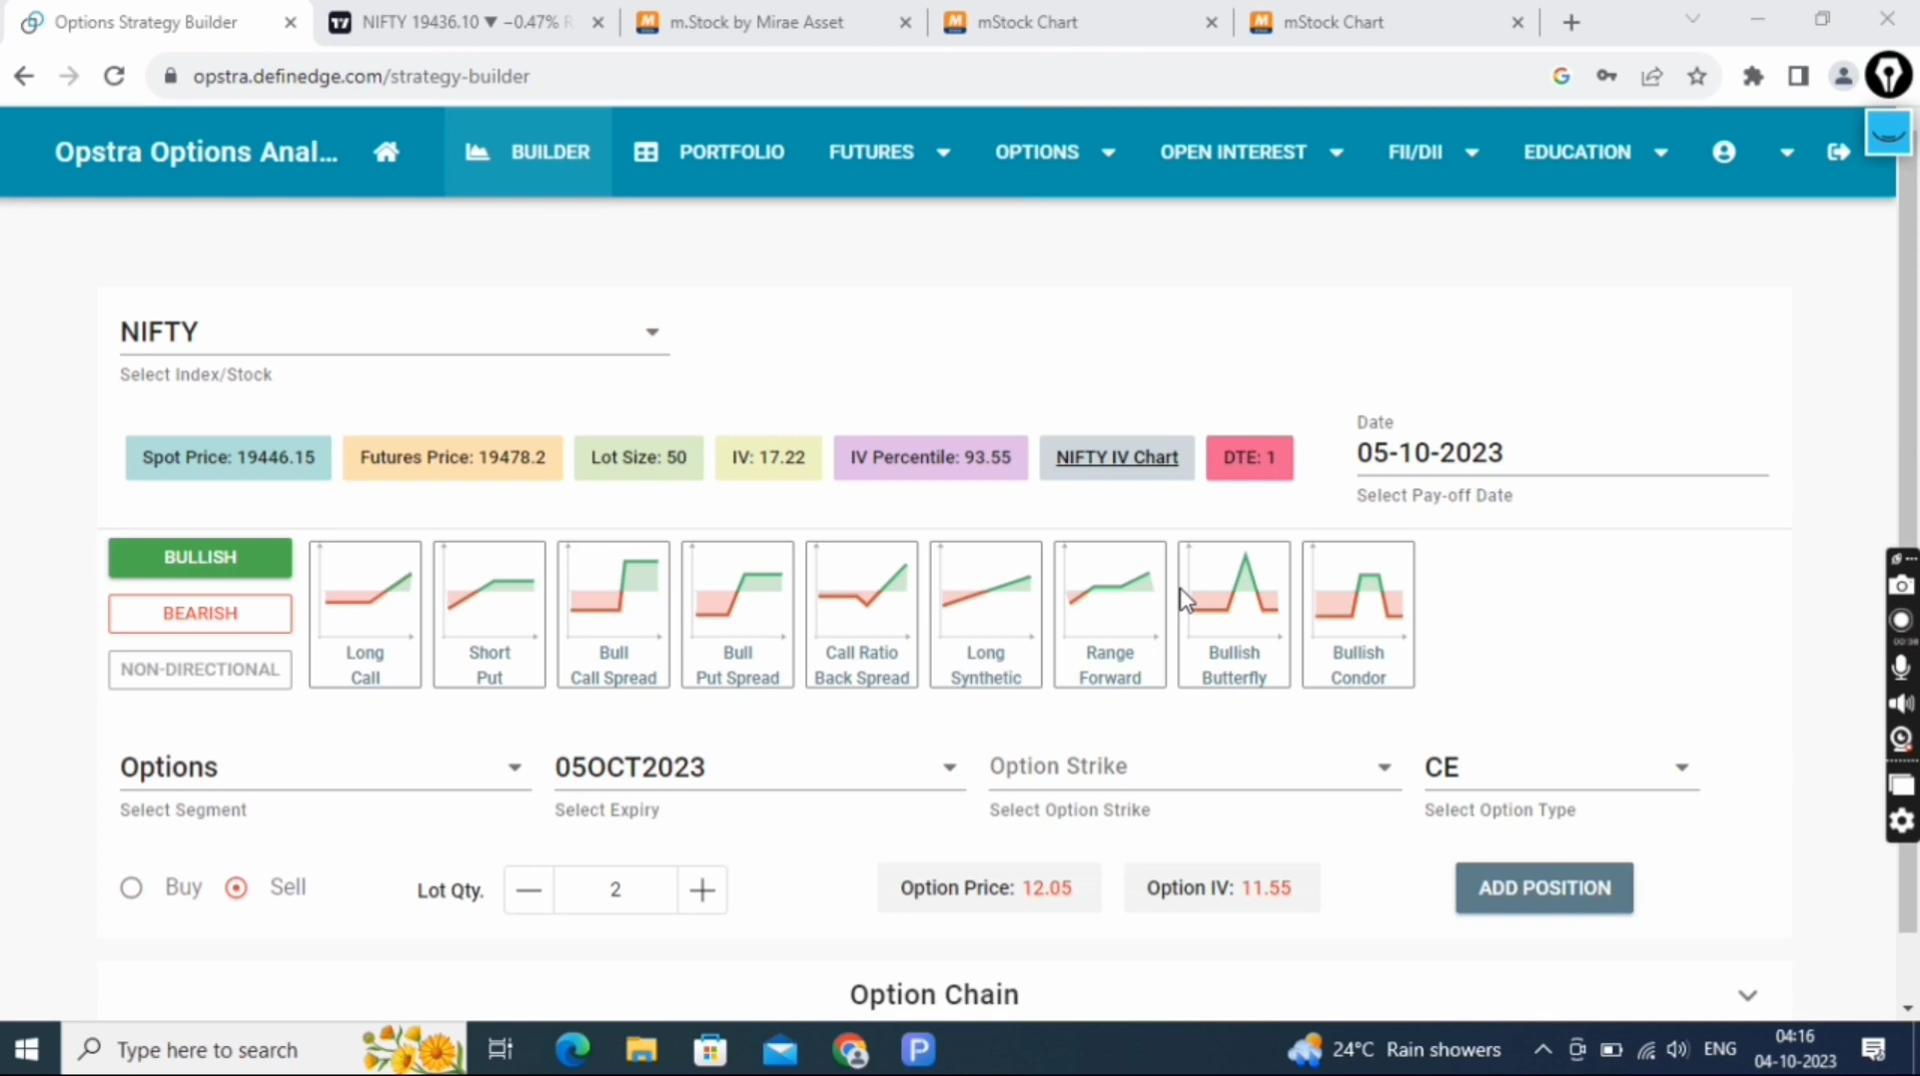 Options Strategy Builder
NIFTY 19436.10 ▼ −0.47%
m.Stock by Mirae Asset
mStock Chart
mStock Chart
opstra.definedge.com/strategy-builder
Opstra Options Anal...
BUILDER
PORTFOLIO
FUTURES
OPTIONS
OPEN INTEREST
FII/DII
EDUCATION
NIFTY
Select Index/Stock
Spot Price: 19446.15
Futures Price: 19478.2
Lot Size: 50
IV: 17.22
IV Percentile: 93.55
NIFTY IV Chart
DTE: 1
Date
05-10-2023
Select Pay-off Date
BULLISH
BEARISH
NON-DIRECTIONAL
Long
Call
Short
Put
Bull
Call Spread
Bull
Put Spread
Call Ratio
Back Spread
Long
Synthetic
Range
Forward
Bullish
Butterfly
Bullish
Condor
Options
Select Segment
05OCT2023
Select Expiry
Option Strike
Select Option Strike
CE
Select Option Type
Buy
Sell
Lot Qty.
2
Option Price: 12.05
Option IV: 11.55
ADD POSITION
Option Chain
00:38
Type here to search
24°C Rain showers
ENG
04:16
04-10-2023